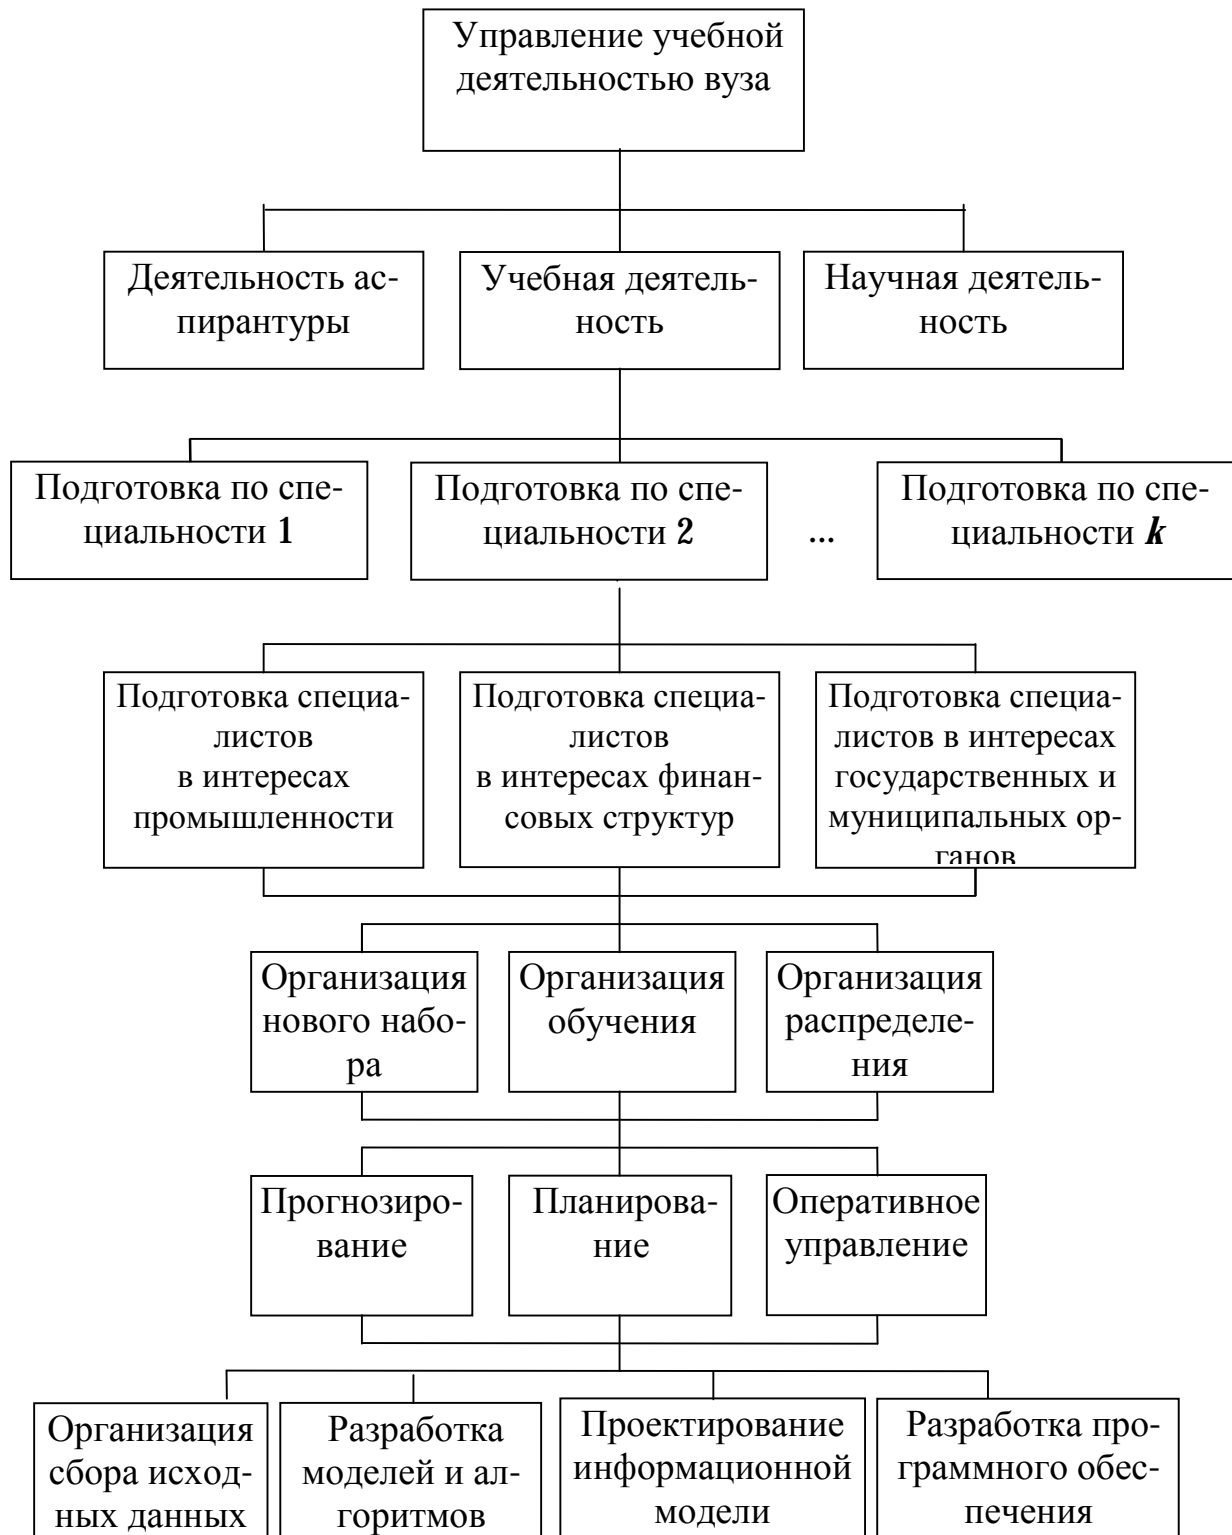 Управление учебной
деятельностью вуза
Деятельность ас-
пирантуры
Учебная деятель-
ность
Научная деятель-
ность
Подготовка по спе-
циальности 1
Подготовка по спе-
циальности 2
...
Подготовка по спе-
циальности k
Подготовка специа-
листов
в интересах
промышленности
Подготовка специа-
листов
в интересах финан-
совых структур
Подготовка специа-
листов в интересах
государственных и
муниципальных ор-
ганов
Организация
нового набо-
ра
Организация
обучения
Организация
распределе-
ния
Прогнозиро-
вание
Планирова-
ние
Оперативное
управление
Организация
сбора исход-
ных данных
Разработка
моделей и ал-
горитмов
Проектирование
информационной
модели
Разработка про-
граммного обес-
печения